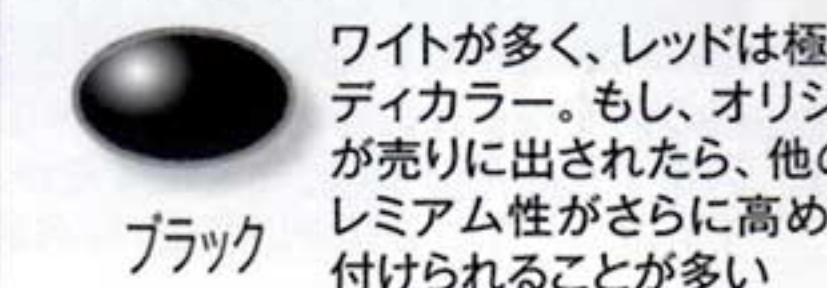 ブラック
ワイトが多く、レッドは極
ディカラー。もし、オリジ
が売りに出されたら、他の
レミアム性がさらに高め
付けられることが多い